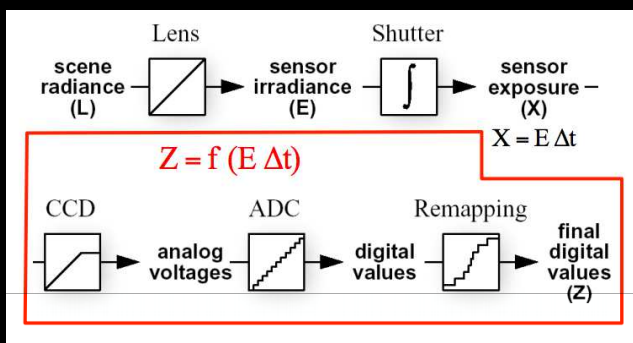 Lens
Shutter
scene
radiance
(L)
sensor
irradiance
(E)
∫
sensor
exposure
(X)
X = E Δt
Z = f (E Δt)
CCD
ADC
Remapping
analog
voltages
digital
values
final
digital
values
(Z)